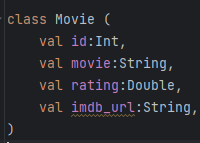 class Movie (
    val id:Int,
    val movie:String,
    val rating:Double,
    val imdb_url:String,
)